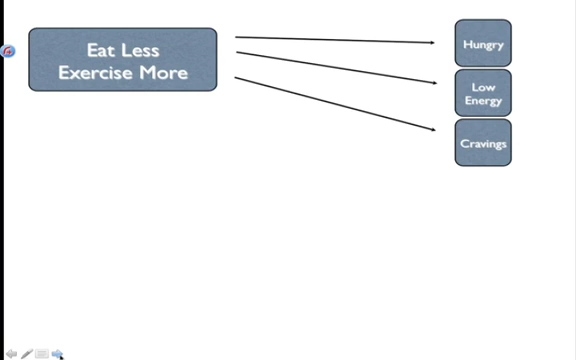 Eat Less
Exercise More
Hungry
Low
Energy
Cravings